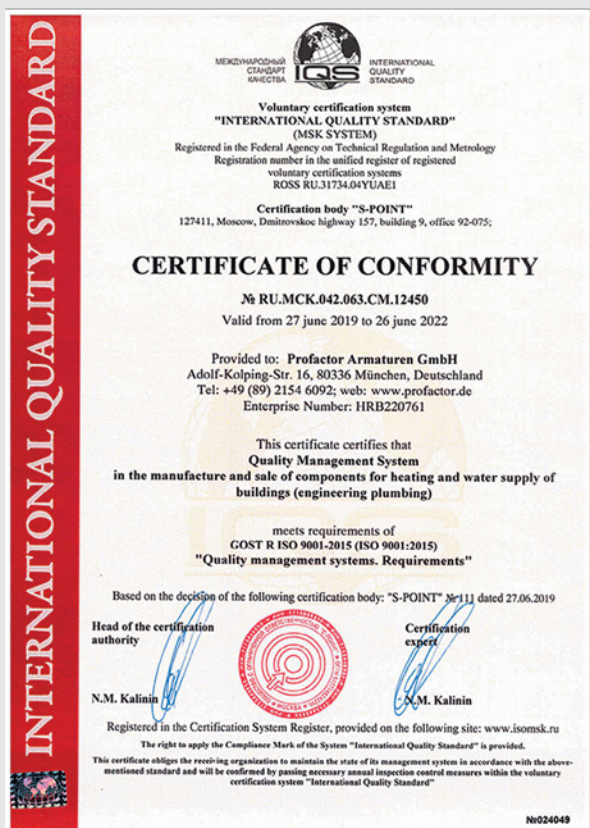 INTERNATIONAL QUALITY STANDARD
МЕЖДУНАРОДНЫЙ
СТАНДАРТ
КАЧЕСТВА
IQS
INTERNATIONAL
QUALITY
STANDARD
Voluntary certification system
"INTERNATIONAL QUALITY STANDARD"
(MSK SYSTEM)
Registered in the Federal Agency on Technical Regulation and Metrology
Registration number in the unified register of registered
voluntary certification systems
ROSS RU.31734.04YUAE1
Certification body "S-POINT"
127411, Moscow, Dmitrovskoe highway 157, building 9, office 92-075;
CERTIFICATE OF CONFORMITY
№ RU.MCK.042.063.CM.12450
Valid from 27 june 2019 to 26 june 2022
Provided to: Profactor Armaturen GmbH
Adolf-Kolping-Str. 16, 80336 München, Deutschland
Tel: +49 (89) 2154 6092; web: www.profactor.de
Enterprise Number: HRB220761
This certificate certifies that
Quality Management System
in the manufacture and sale of components for heating and water supply of
buildings (engineering plumbing)
meets requirements of
GOST R ISO 9001-2015 (ISO 9001:2015)
"Quality management systems. Requirements"
Based on the decision of the following certification body: "S-POINT" № 111 dated 27.06.2019
Head of the certification
authority
Certification
expert
N.M. Kalinin
N.M. Kalinin
МОСКВА
Registered in the Certification System Register, provided on the following site: www.isomsk.ru
The right to apply the Compliance Mark of the System "International Quality Standard" is provided.
This certificate obliges the receiving organization to maintain the state of its management system in accordance with the above-
mentioned standard and will be confirmed by passing necessary annual inspection control measures within the voluntary
certification system "International Quality Standard"
№024049